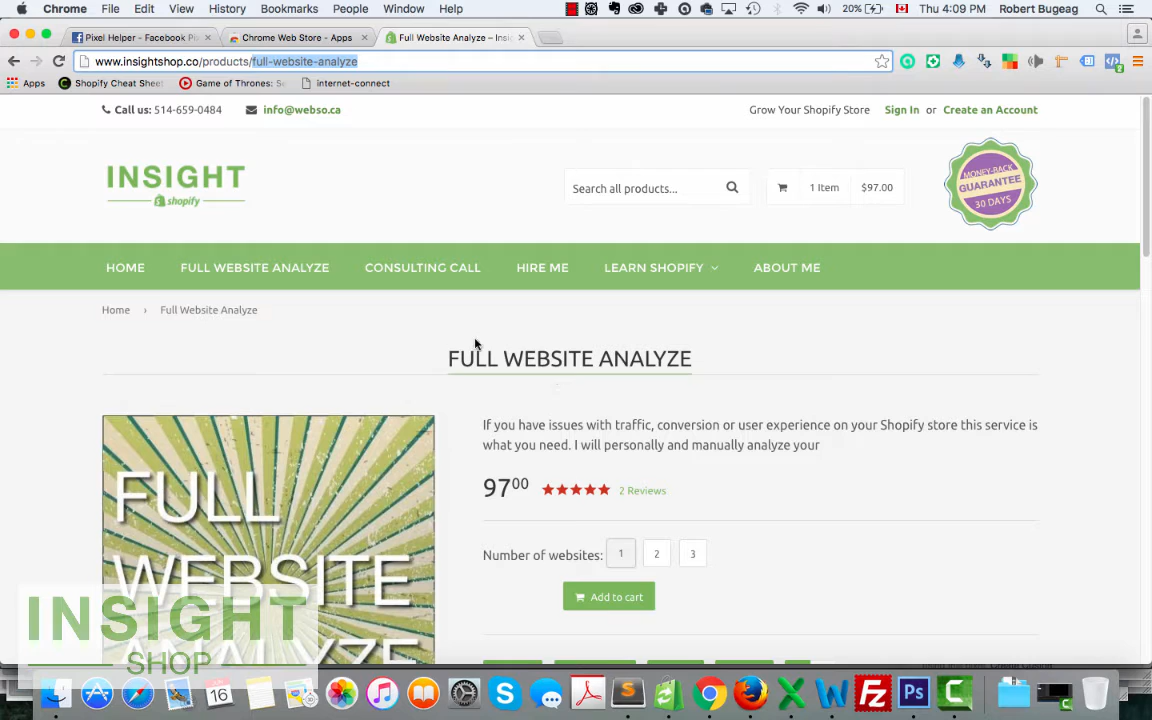 Chrome File Edit View History Bookmarks People Window Help 20% Thu 4:09 PM Robert Bugeag
Pixel Helper - Facebook Pi Chrome Web Store - Apps Full Website Analyze – Insi
www.insightshop.co/products/full-website-analyze
Apps Shopify Cheat Shee Game of Thrones: Se internet-connect
Call us: 514-659-0484 info@webso.ca Grow Your Shopify Store Sign In or Create an Account
INSIGHT
shopify
Search all products... 1 Item $97.00
MONEY-BACK
GUARANTEE
30 DAYS
HOME FULL WEBSITE ANALYZE CONSULTING CALL HIRE ME LEARN SHOPIFY ABOUT ME
Home › Full Website Analyze
FULL WEBSITE ANALYZE
If you have issues with traffic, conversion or user experience on your Shopify store this service is
what you need. I will personally and manually analyze your
9700 2 Reviews
Number of websites: 1 2 3
Add to cart
FULL
WEBSITE
ANALYZE
INSIGHT
SHOP
16